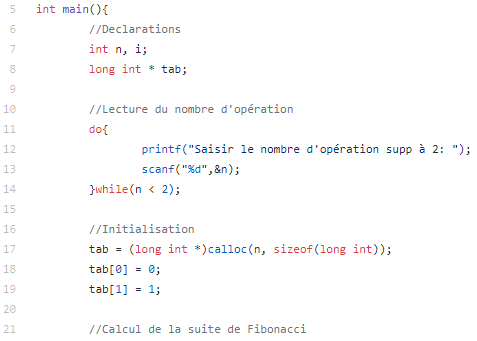 5 int main(){
6 //Declarations
7 int n, i;
8 long int * tab;
9
10 //Lecture du nombre d'opération
11 do{
12 printf("Saisir le nombre d'opération supp à 2: ");
13 scanf("%d",&n);
14 }while(n < 2);
15
16 //Initialisation
17 tab = (long int *)calloc(n, sizeof(long int));
18 tab[0] = 0;
19 tab[1] = 1;
20
21 //Calcul de la suite de Fibonacci